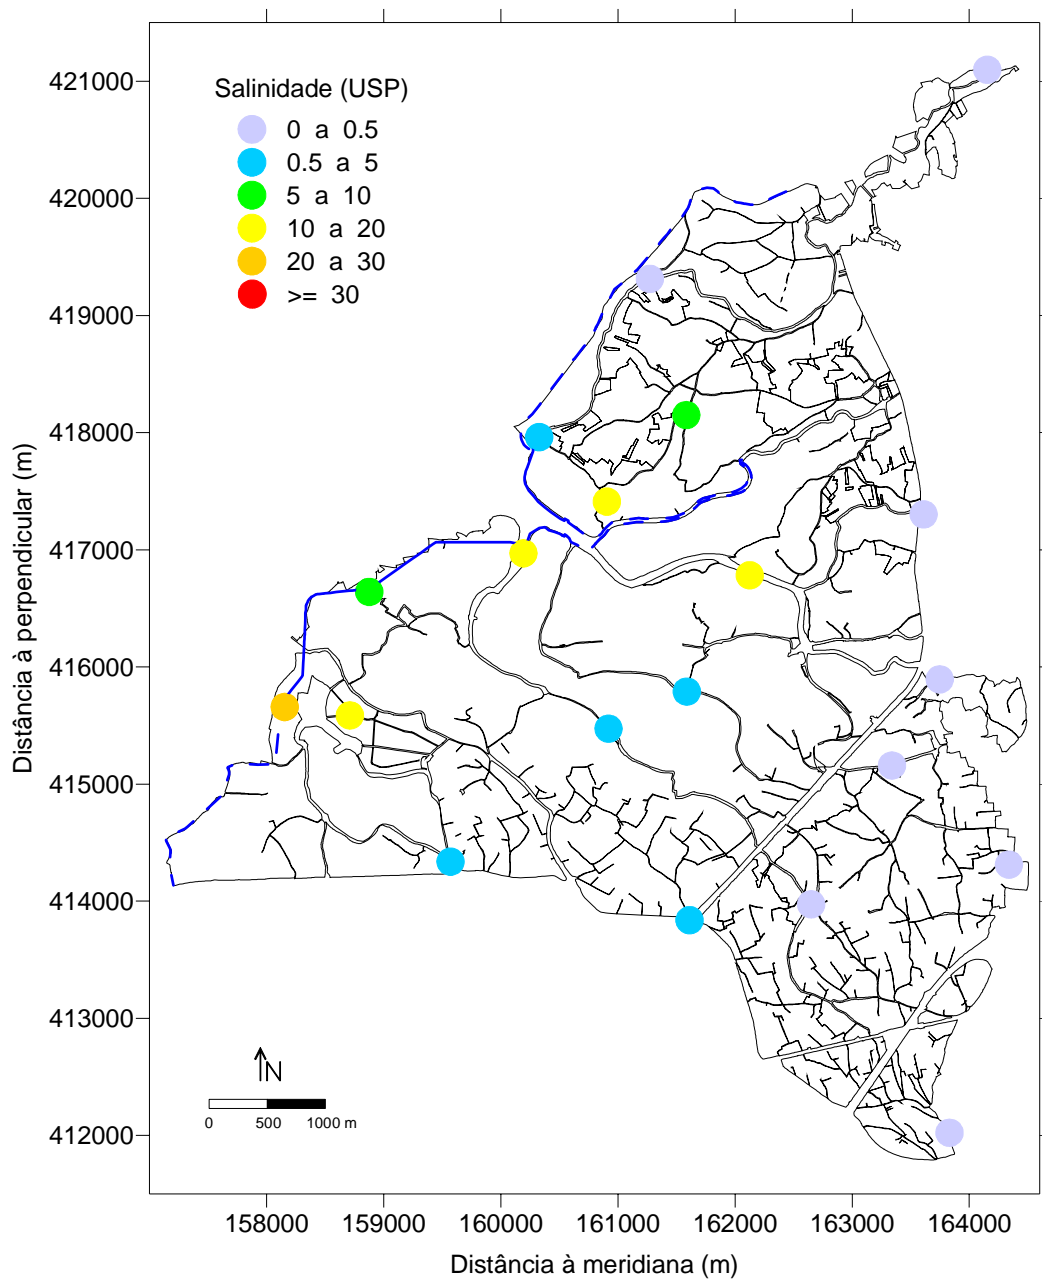 Salinidade (USP)
0 a 0.5
0.5 a 5
5 a 10
10 a 20
20 a 30
>= 30
421000
420000
419000
418000
417000
416000
415000
414000
413000
412000
Distância à perpendicular (m)
N
0 500 1000 m
158000 159000 160000 161000 162000 163000 164000
Distância à meridiana (m)